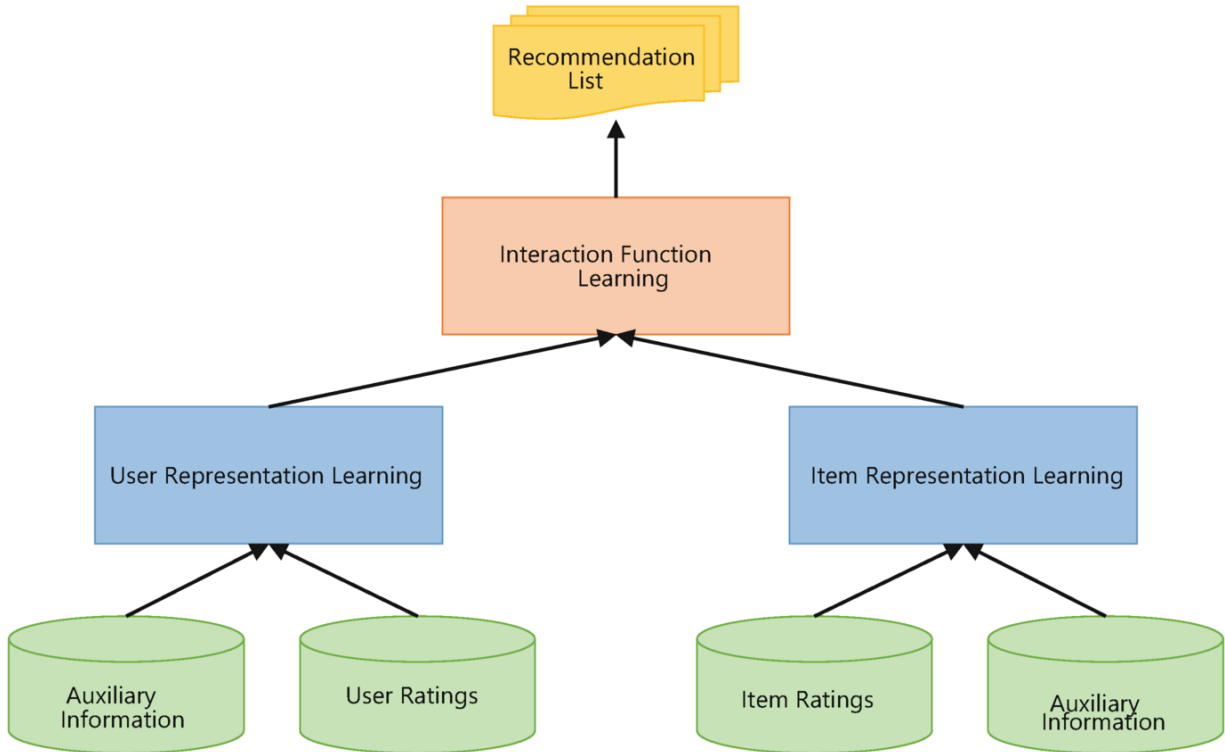 Recommendation
List
Interaction Function
Learning
User Representation Learning
Item Representation Learning
Auxiliary
Information
User Ratings
Item Ratings
Auxiliary
Information